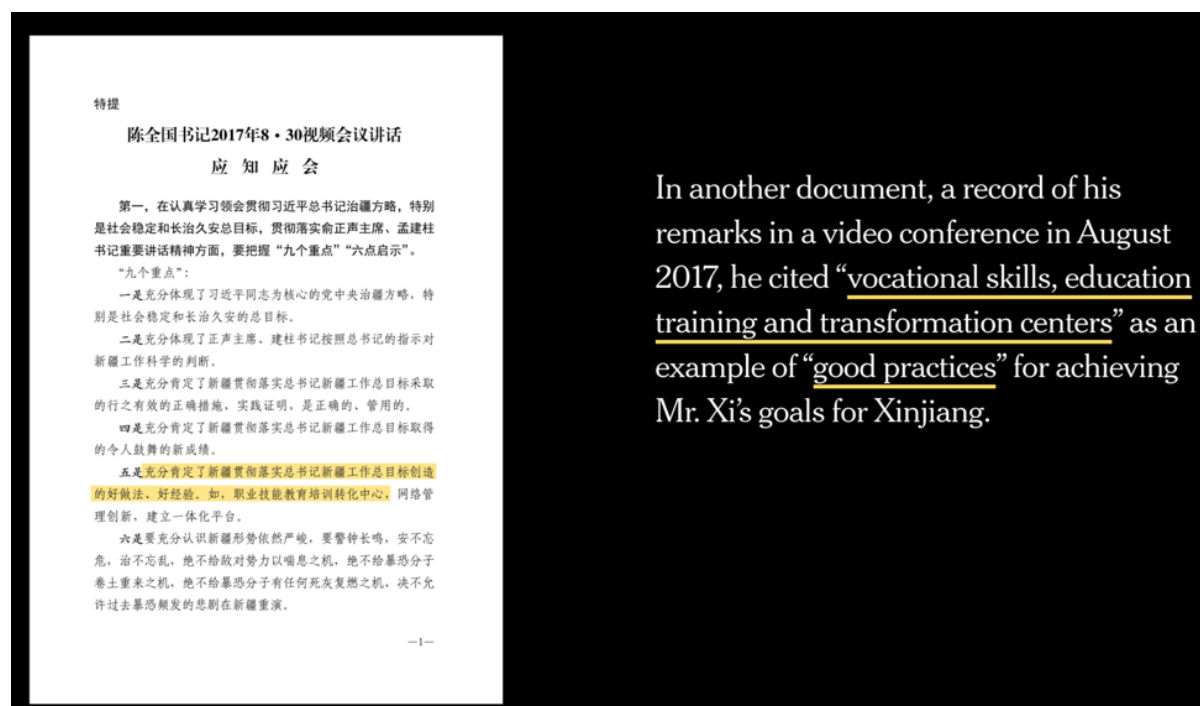 特提
陈全国书记2017年8・30视频会议讲话
应 知 应 会
第一，在认真学习领会贯彻习近平总书记治疆方略，特别
是社会稳定和长治久安总目标，贯彻落实俞正声主席、孟建柱
书记重要讲话精神方面，要把握“九个重点”“六点启示”。
“九个重点”：
一是充分体现了习近平同志为核心的党中央治疆方略，特
别是社会稳定和长治久安的总目标。
二是充分体现了正声主席、建柱书记按照总书记的指示对
新疆工作科学的判断。
三是充分肯定了新疆贯彻落实总书记新疆工作总目标采取
的行之有效的正确措施，实践证明，是正确的、管用的。
四是充分肯定了新疆贯彻落实总书记新疆工作总目标取得
的令人鼓舞的新成绩。
五是充分肯定了新疆贯彻落实总书记新疆工作总目标创造
的好做法、好经验。如，职业技能教育培训转化中心，网络管
理创新，建立一体化平台。
六是要充分认识新疆形势依然严峻，要警钟长鸣，安不忘
危，治不忘乱，绝不给敌对势力以喘息之机，绝不给暴恐分子
卷土重来之机，绝不给暴恐分子有任何死灰复燃之机，决不允
许过去暴恐频发的悲剧在新疆重演。
—1—
In another document, a record of his
remarks in a video conference in August
2017, he cited “vocational skills, education
training and transformation centers” as an
example of “good practices” for achieving
Mr. Xi’s goals for Xinjiang.